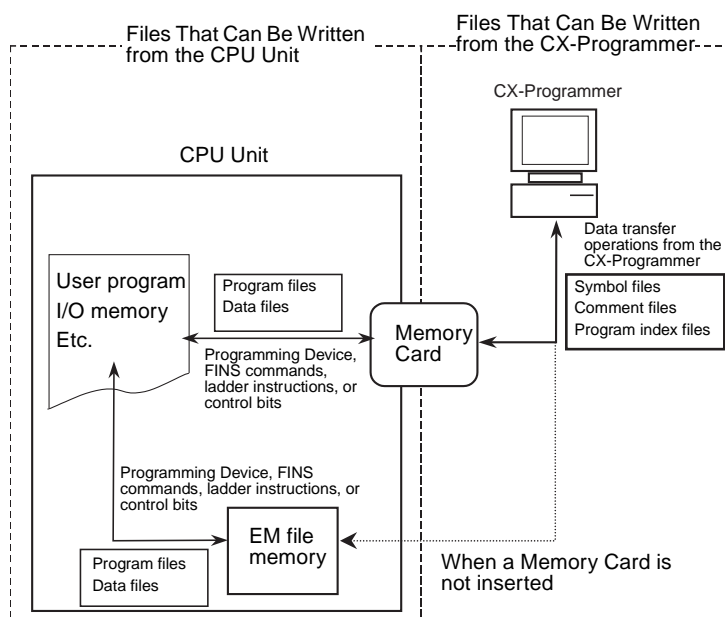 Files That Can Be Written
from the CPU Unit
Files That Can Be Written
from the CX-Programmer
CX-Programmer
CPU Unit
Data transfer
operations from the
CX-Programmer
Symbol files
Comment files
Program index files
User program
I/O memory
Etc.
Program files
Data files
Memory
Card
Programming Device,
FINS commands,
ladder instructions, or
control bits
Programming Device, FINS
commands, ladder instructions, or
control bits
EM file
memory
Program files
Data files
When a Memory Card is
not inserted